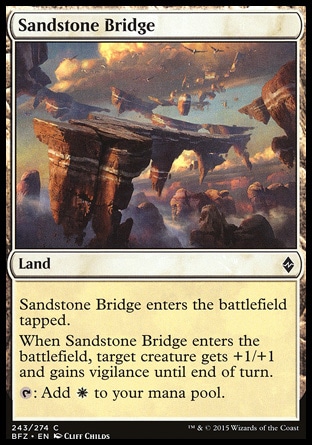 Sandstone Bridge
Land
Sandstone Bridge enters the battlefield
tapped.
When Sandstone Bridge enters the
battlefield, target creature gets +1/+1
and gains vigilance until end of turn.
: Add to your mana pool.
243/274 C
BFZ • EN Cliff Childs
™ & © 2015 Wizards of the Coast